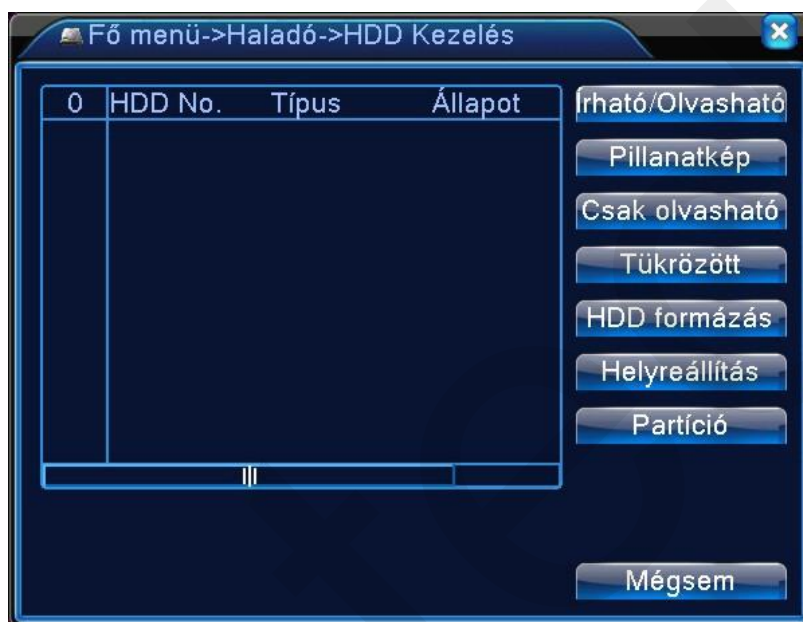 Fő menü->Haladó->HDD Kezelés
0 HDD No. Típus Állapot
Írható/Olvasható
Pillanatkép
Csak olvasható
Tükrözött
HDD formázás
Helyreállítás
Partíció
Mégsem